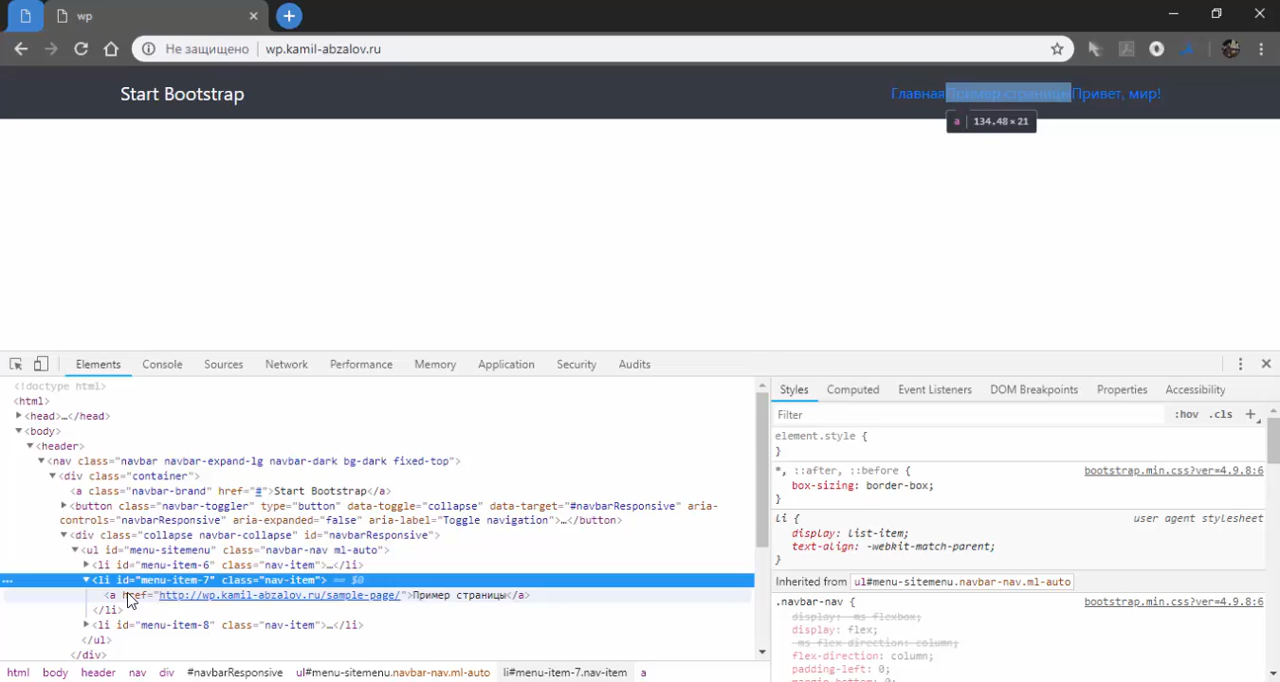 wp
Не защищено wp.kamil-abzalov.ru
Start Bootstrap Главная Пример страницы Привет, мир!
a 134.48×21
Elements Console Sources Network Performance Memory Application Security Audits
<!doctype html>
<html>
<head>…</head>
<body>
<header>
<nav class="navbar navbar-expand-lg navbar-dark bg-dark fixed-top">
<div class="container">
<a class="navbar-brand" href="#">Start Bootstrap</a>
<button class="navbar-toggler" type="button" data-toggle="collapse" data-target="#navbarResponsive" aria-
controls="navbarResponsive" aria-expanded="false" aria-label="Toggle navigation">…</button>
<div class="collapse navbar-collapse" id="navbarResponsive">
<ul id="menu-sitemenu" class="navbar-nav ml-auto">
<li id="menu-item-6" class="nav-item">…</li>
<li id="menu-item-7" class="nav-item"> == $0
<a href="http://wp.kamil-abzalov.ru/sample-page/">Пример страницы</a>
</li>
<li id="menu-item-8" class="nav-item">…</li>
</ul>
</div>
html body header nav div #navbarResponsive ul#menu-sitemenu.navbar-nav.ml-auto li#menu-item-7.nav-item a
Styles Computed Event Listeners DOM Breakpoints Properties Accessibility
Filter :hov .cls +
element.style {
}
*, ::after, ::before { bootstrap.min.css?ver=4.9.8:6
box-sizing: border-box;
}
li { user agent stylesheet
display: list-item;
text-align: -webkit-match-parent;
}
Inherited from ul#menu-sitemenu.navbar-nav.ml-auto
.navbar-nav { bootstrap.min.css?ver=4.9.8:6
display: -ms-flexbox;
display: flex;
-ms-flex-direction: column;
flex-direction: column;
padding-left: 0;
margin-bottom: 0;